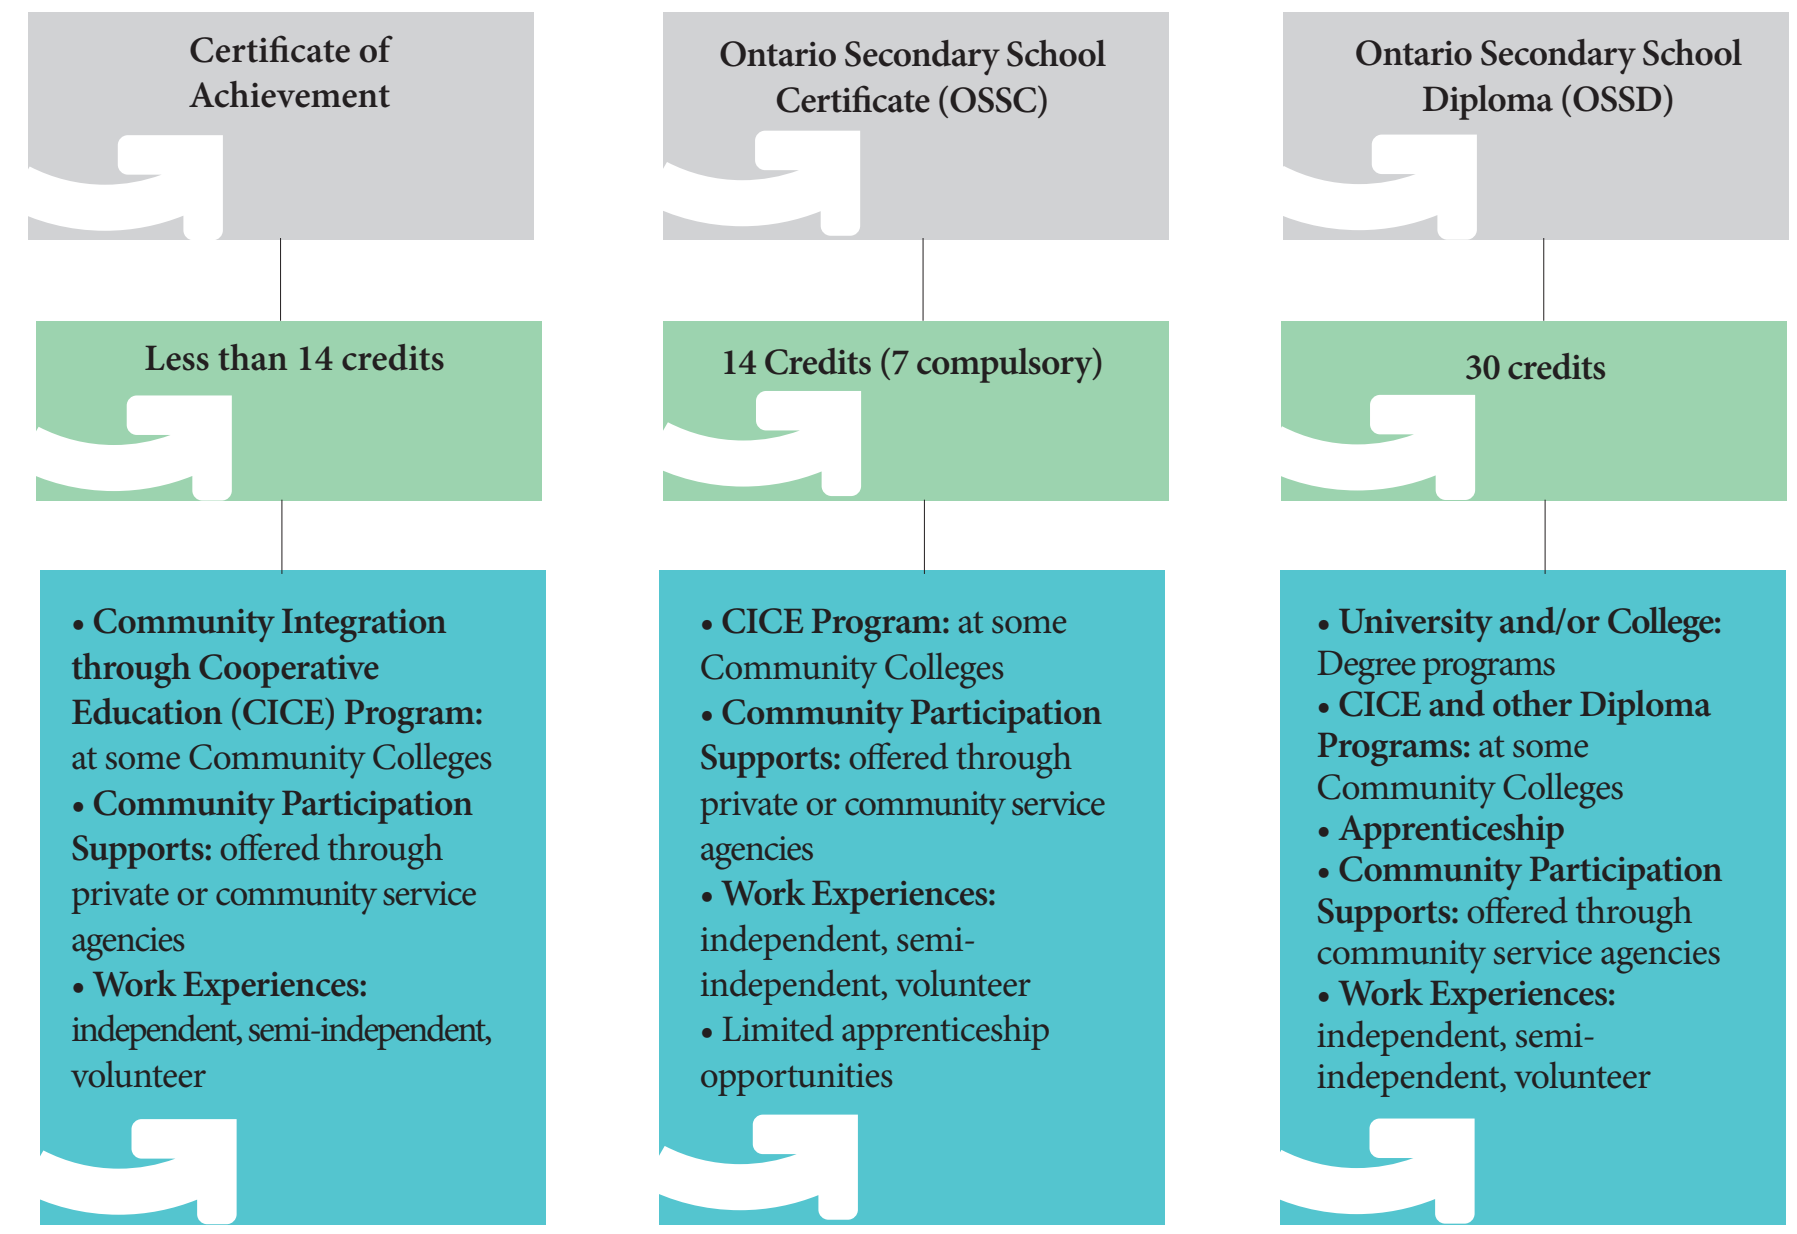 Certificate of
Achievement
Less than 14 credits
• Community Integration
through Cooperative
Education (CICE) Program:
at some Community Colleges
• Community Participation
Supports: offered through
private or community service
agencies
• Work Experiences:
independent, semi-independent,
volunteer
Ontario Secondary School
Certificate (OSSC)
14 Credits (7 compulsory)
• CICE Program: at some
Community Colleges
• Community Participation
Supports: offered through
private or community service
agencies
• Work Experiences:
independent, semi-
independent, volunteer
• Limited apprenticeship
opportunities
Ontario Secondary School
Diploma (OSSD)
30 credits
• University and/or College:
Degree programs
• CICE and other Diploma
Programs: at some
Community Colleges
• Apprenticeship
• Community Participation
Supports: offered through
community service agencies
• Work Experiences:
independent, semi-
independent, volunteer